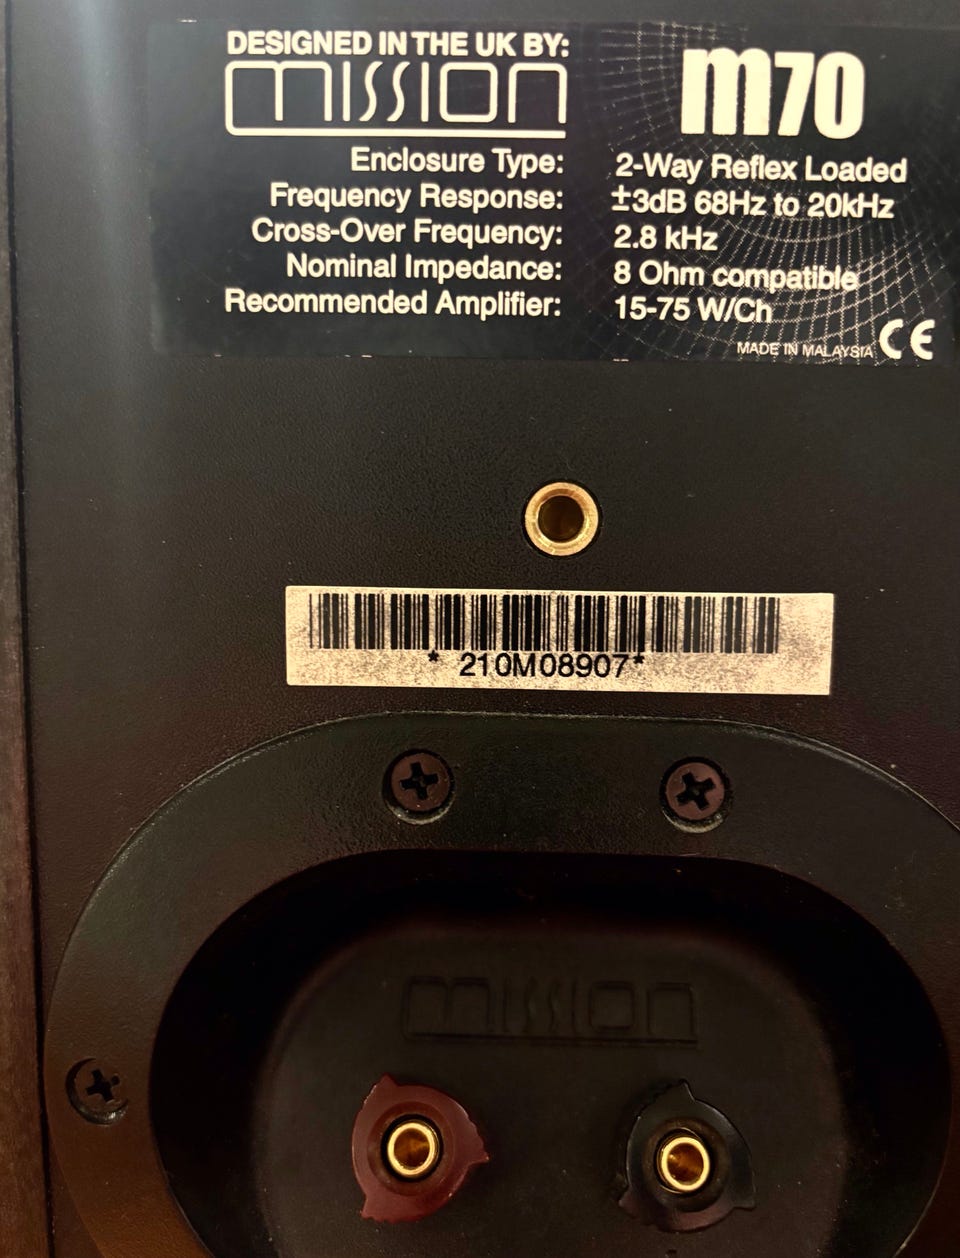 DESIGNED IN THE UK BY:
mission
m70
Enclosure Type: 2-Way Reflex Loaded
Frequency Response: ±3dB 68Hz to 20kHz
Cross-Over Frequency: 2.8 kHz
Nominal Impedance: 8 Ohm compatible
Recommended Amplifier: 15-75 W/Ch
MADE IN MALAYSIA CE
* 210M08907*
mission